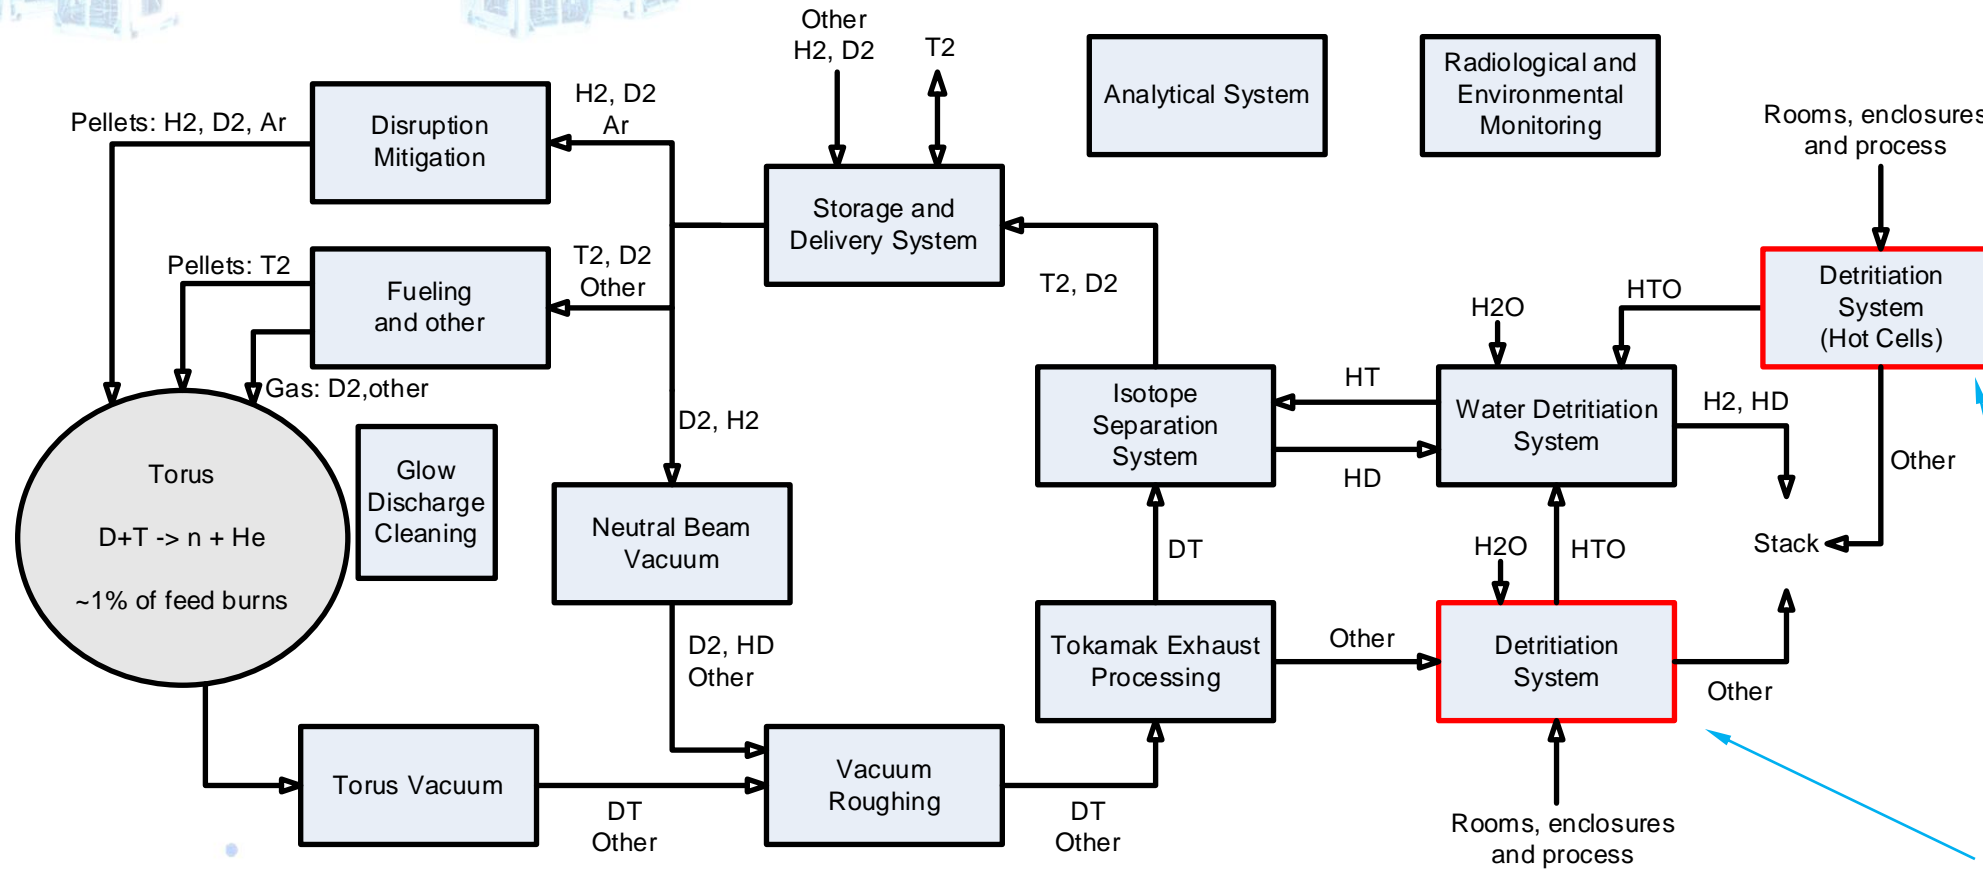 Other
H2, D2
T2
Analytical System
Radiological and
Environmental
Monitoring
Rooms, enclosures
and process
Pellets: H2, D2, Ar
Disruption
Mitigation
H2, D2
Ar
Storage and
Delivery System
Pellets: T2
Fueling
and other
T2, D2
Other
T2, D2
Detritiation
System
(Hot Cells)
HTO
H2O
Gas: D2,other
D2, H2
Isotope
Separation
System
HT
HD
Water Detritiation
System
H2, HD
Other
Torus
D+T -> n + He
~1% of feed burns
Glow
Discharge
Cleaning
Neutral Beam
Vacuum
DT
H2O
HTO
Stack
D2, HD
Other
Tokamak Exhaust
Processing
Other
Detritiation
System
Other
Torus Vacuum
DT
Other
Vacuum
Roughing
DT
Other
Rooms, enclosures
and process